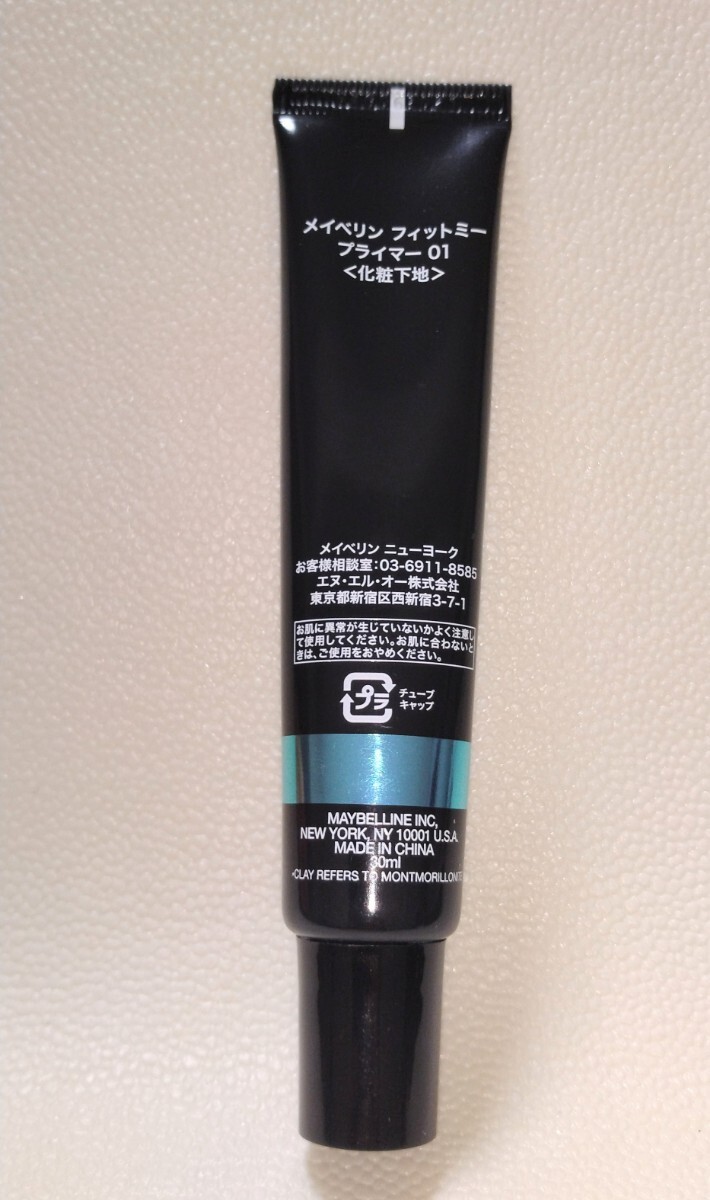 メイベリン フィットミー
プライマー 01
<化粧下地>
メイベリン ニューヨーク
お客様相談室:03-6911-8585
エヌ・エル・オー株式会社
東京都新宿区西新宿3-7-1
お肌に異常が生じていないかよく注意し
て使用してください。お肌に合わないと
きは、ご使用をおやめください。
プラ
チューブ
キャップ
MAYBELLINE INC,
NEW YORK, NY 10001 U.S.A.
MADE IN CHINA
30ml
CLAY REFERS TO MONTMORILLONITE